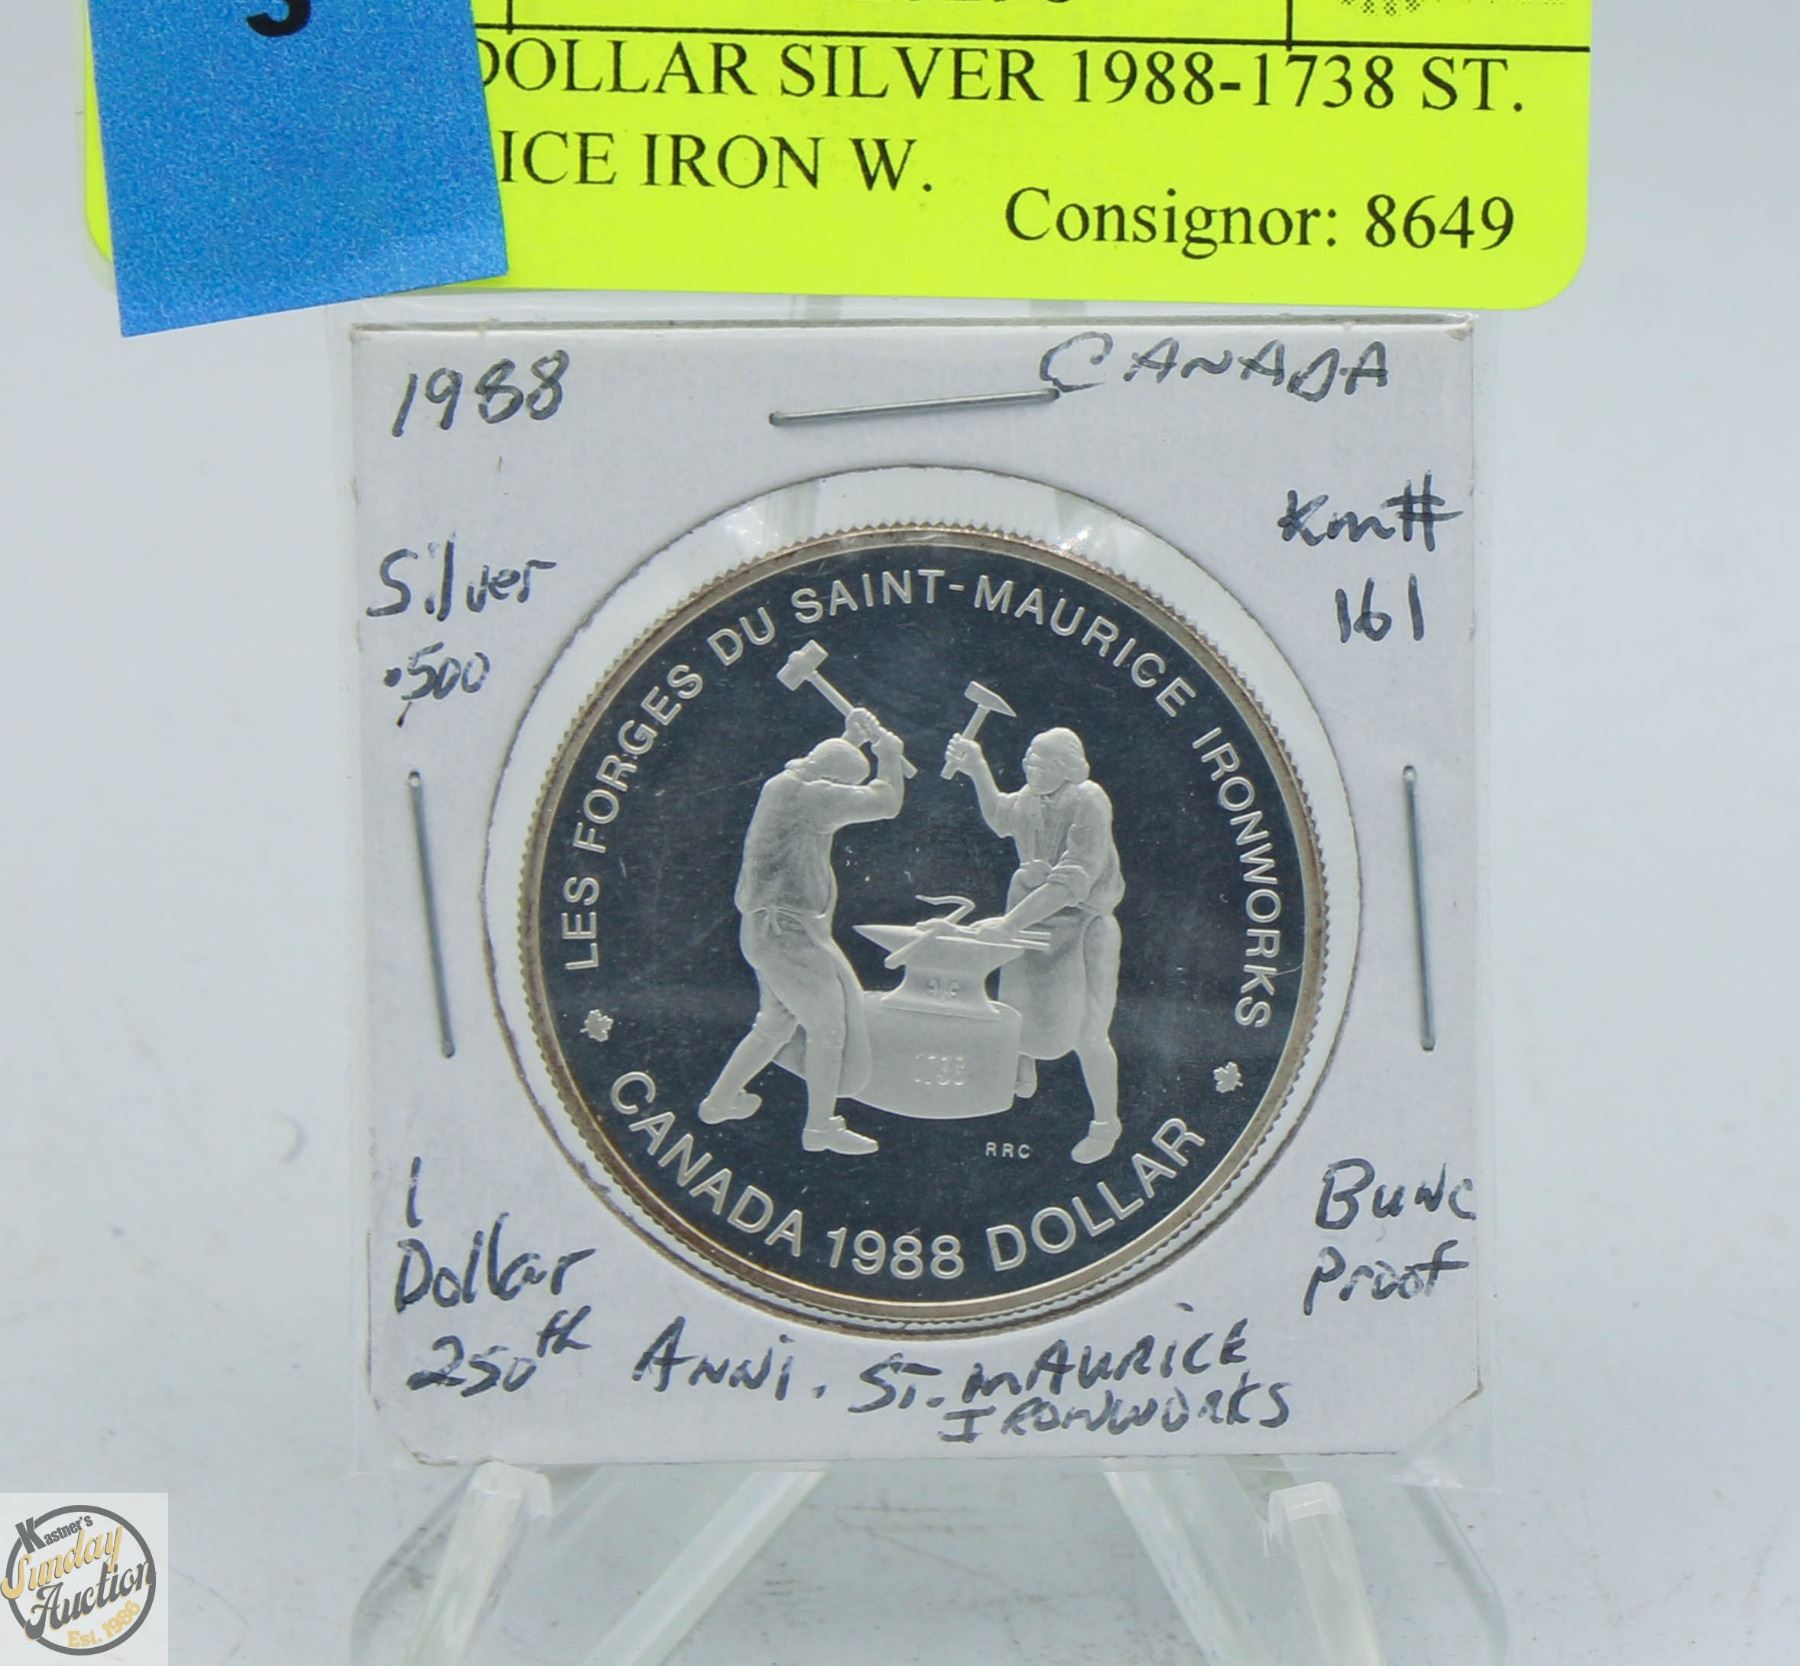 DOLLAR SILVER 1988-1738 ST.
ICE IRON W.
Consignor: 8649
1988
CANADA
Silver
.500
Km#
161
LES FORGES DU SAINT-MAURICE IRONWORKS
1738
RRC
CANADA 1988 DOLLAR
1
Dollar
BUNC
Proof
250th ANNI. ST. MAURICE
IRONWORKS
Kastner's
Sunday
Auction
Est. 1986